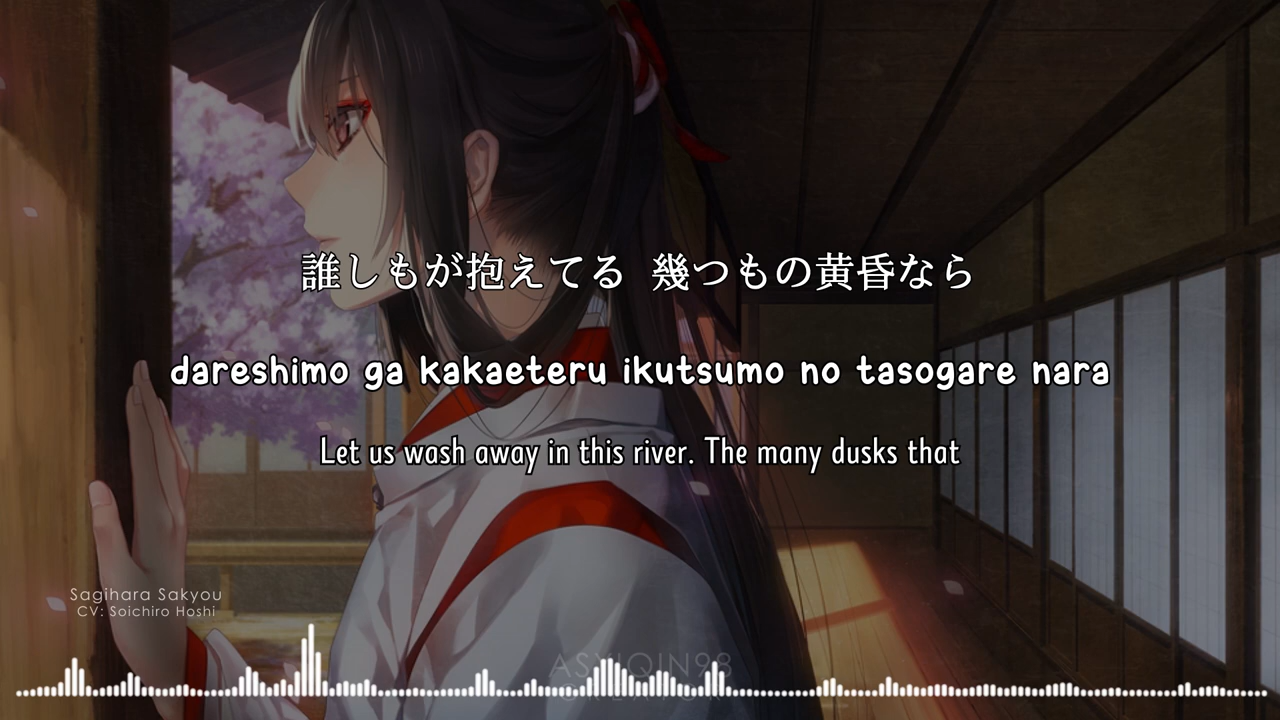 誰しもが抱えてる 幾つもの黄昏なら
dareshimo ga kakaeteru ikutsumo no tasogare nara
Let us wash away in this river. The many dusks that
Sagihara Sakyou
CV: Soichiro Hoshi
ASYIQIN98